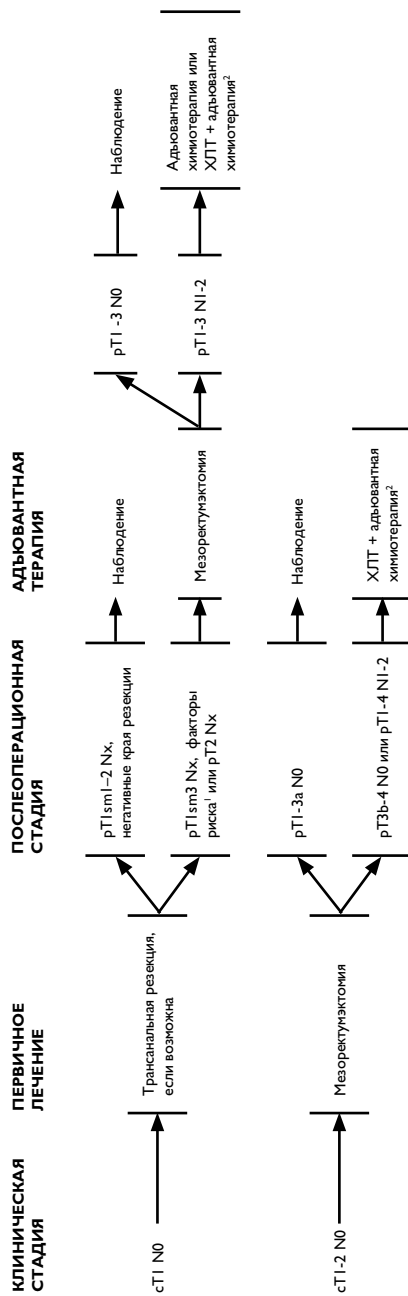 КЛИНИЧЕСКАЯ
СТАДИЯ
ПЕРВИЧНОЕ
ЛЕЧЕНИЕ
ПОСЛЕОПЕРАЦИОННАЯ
СТАДИЯ
АДЪЮВАНТНАЯ
ТЕРАПИЯ
cT1 N0
Трансанальная резекция,
если возможна
pT1sm1–2 Nx,
негативные края резекции
Наблюдение
pT1sm3 Nx, факторы
риска¹ или pT2 Nx
Мезоректумэктомия
pT1-3 N0
Наблюдение
pT1-3 N1-2
Адъювантная
химиотерапия или
ХЛТ + адъювантная
химиотерапия²
cT1-2 N0
Мезоректумэктомия
pT1-3a N0
Наблюдение
pT3b-4 N0 или pT1-4 N1-2
ХЛТ + адъювантная
химиотерапия²